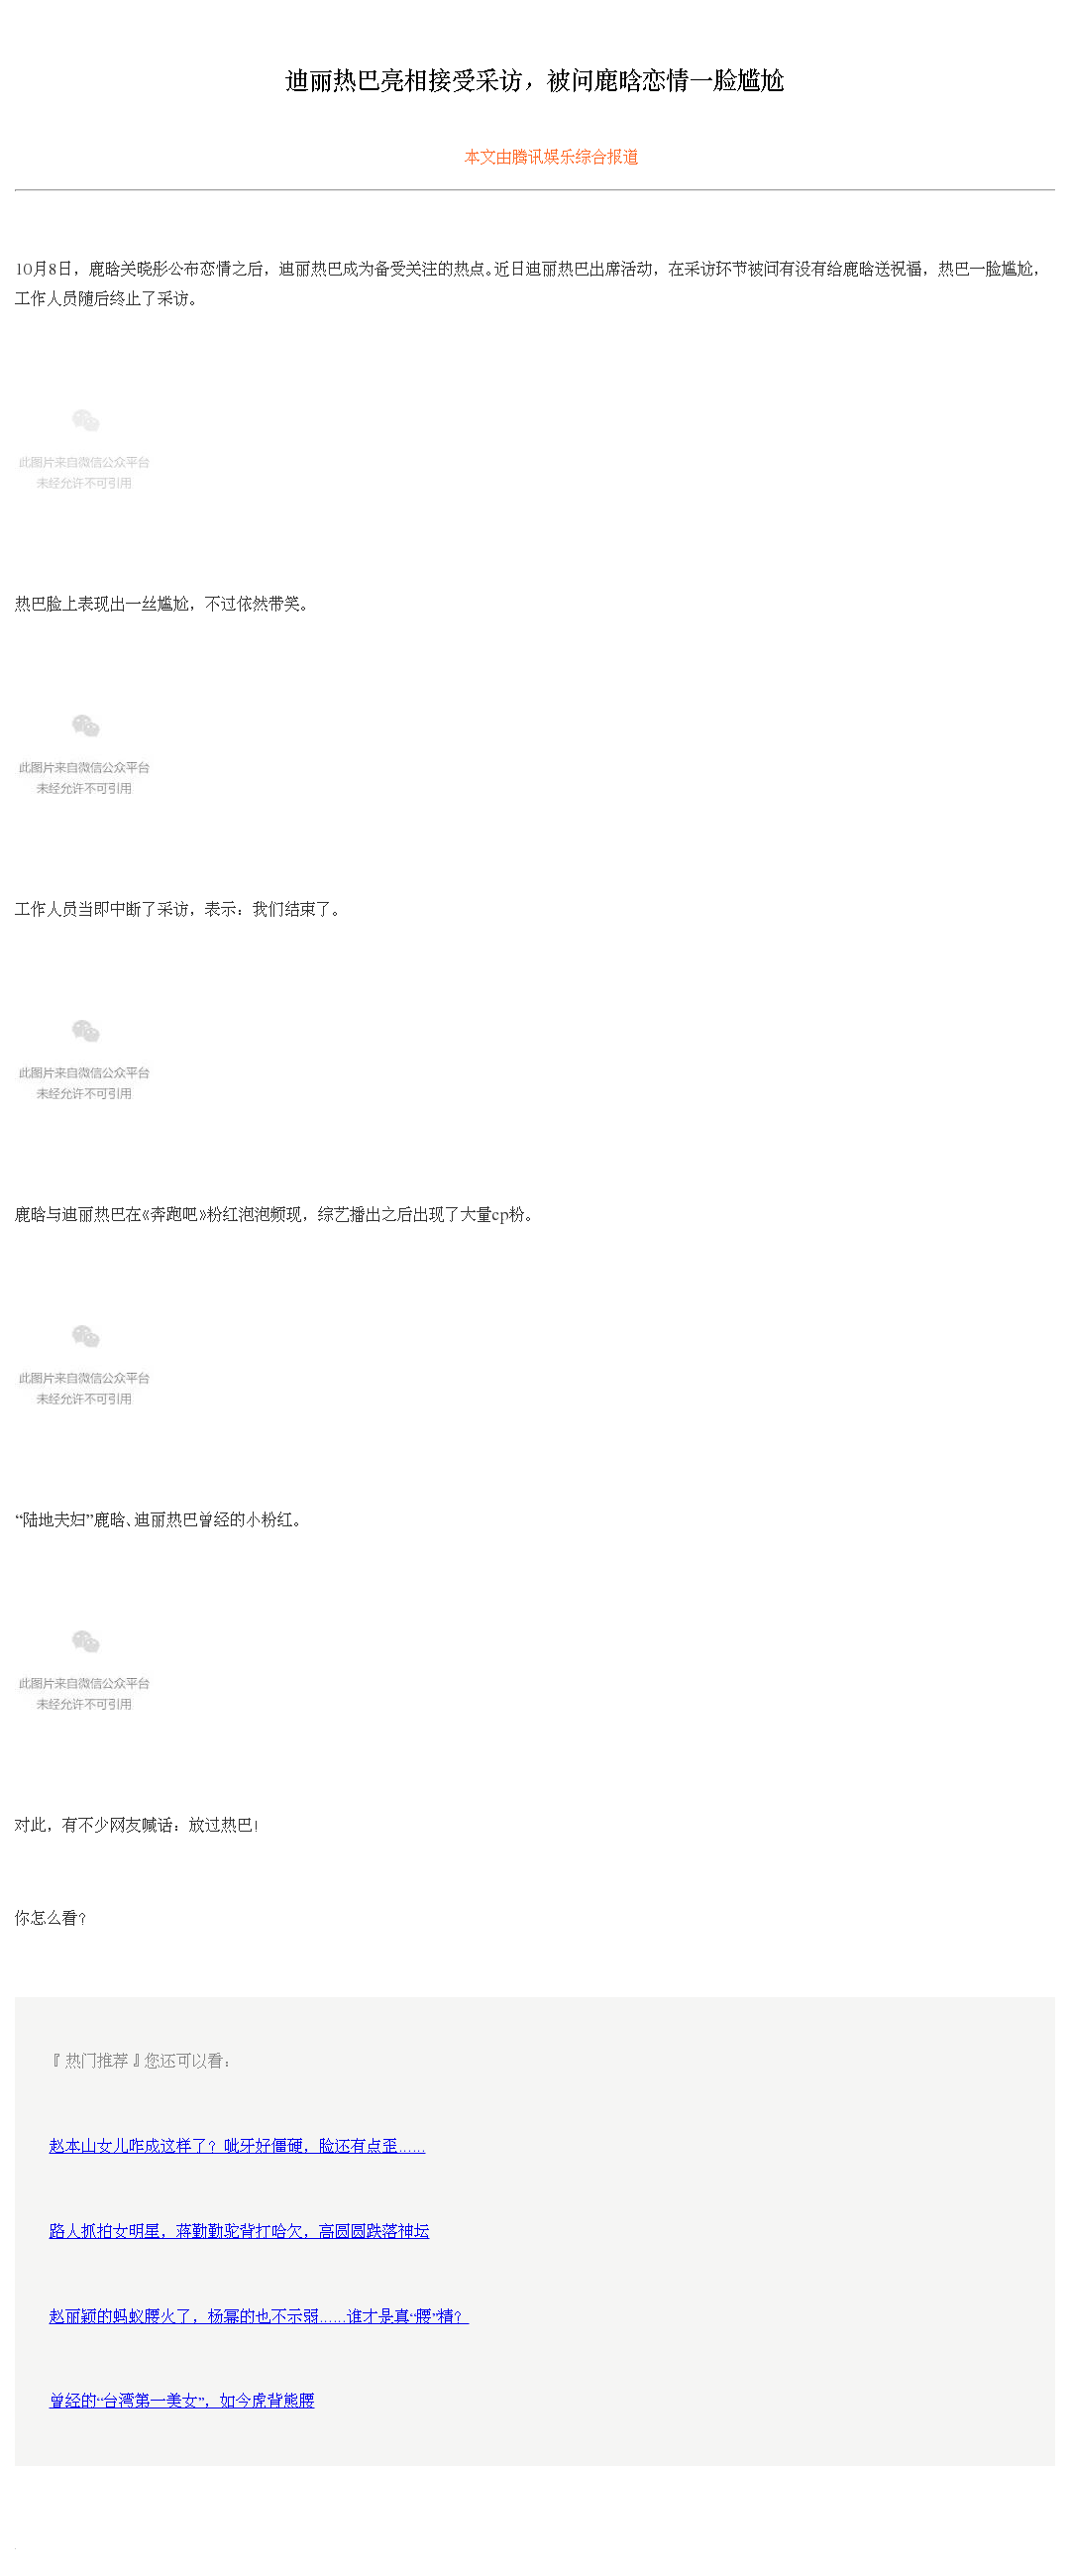 迪丽热巴亮相接受采访，被问鹿晗恋情一脸尴尬
本文由腾讯娱乐综合报道
10月8日，鹿晗关晓彤公布恋情之后，迪丽热巴成为备受关注的热点。近日迪丽热巴出席活动，在采访环节被问有没有给鹿晗送祝福，热巴一脸尴尬，
工作人员随后终止了采访。
此图片来自微信公众平台
未经允许不可引用
热巴脸上表现出一丝尴尬，不过依然带笑。
此图片来自微信公众平台
未经允许不可引用
工作人员当即中断了采访，表示：我们结束了。
此图片来自微信公众平台
未经允许不可引用
鹿晗与迪丽热巴在《奔跑吧》粉红泡泡频现，综艺播出之后出现了大量cp粉。
此图片来自微信公众平台
未经允许不可引用
“陆地夫妇”鹿晗、迪丽热巴曾经的小粉红。
此图片来自微信公众平台
未经允许不可引用
对此，有不少网友喊话：放过热巴！
你怎么看？
『热门推荐』您还可以看：
赵本山女儿咋成这样了？呲牙好僵硬，脸还有点歪……
路人抓拍女明星，蒋勤勤驼背打哈欠，高圆圆跌落神坛
赵丽颖的蚂蚁腰火了，杨幂的也不示弱……谁才是真“腰”精？
曾经的“台湾第一美女”，如今虎背熊腰